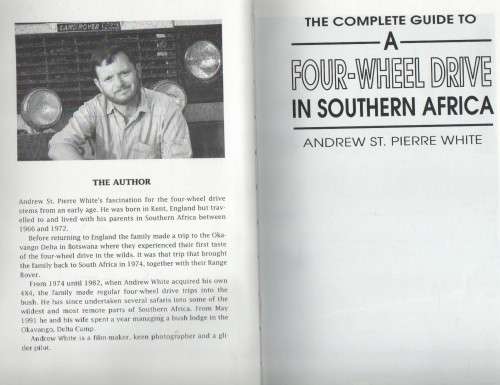 LAND ROVER
THE AUTHOR
Andrew St. Pierre White's fascination for the four-wheel drive
stems from an early age. He was born in Kent, England but trav-
elled to and lived with his parents in Southern Africa between
1966 and 1972.
Before returning to England the family made a trip to the Oka-
vango Delta in Botswana where they experienced their first taste
of the four-wheel drive in the wilds. It was that trip that brought
the family back to South Africa in 1974, together with their Range
Rover.
From 1974 until 1982, when Andrew White acquired his own
4X4, the family made regular four-wheel drive trips into the
bush. He has since undertaken several safaris into some of the
wildest and most remote parts of Southern Africa. From May
1991 he and his wife spent a year managing a bush lodge in the
Okavango, Delta Camp.
Andrew White is a film-maker, keen photographer and a gli-
der pilot.
THE COMPLETE GUIDE TO
A
FOUR-WHEEL DRIVE
IN SOUTHERN AFRICA
ANDREW ST. PIERRE WHITE